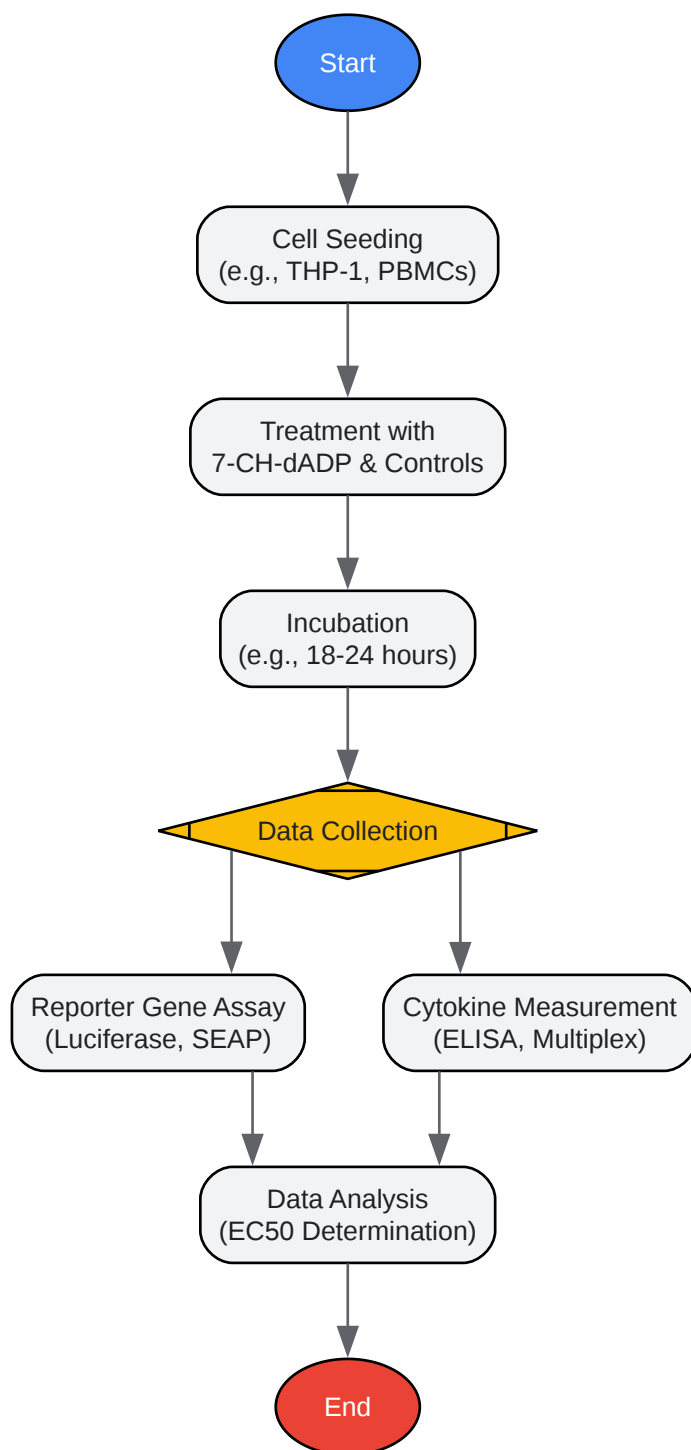 Start
Cell Seeding
(e.g., THP-1, PBMCs)
Treatment with
7-CH-dADP & Controls
Incubation
(e.g., 18-24 hours)
Data Collection
Reporter Gene Assay
(Luciferase, SEAP)
Cytokine Measurement
(ELISA, Multiplex)
Data Analysis
(EC50 Determination)
End